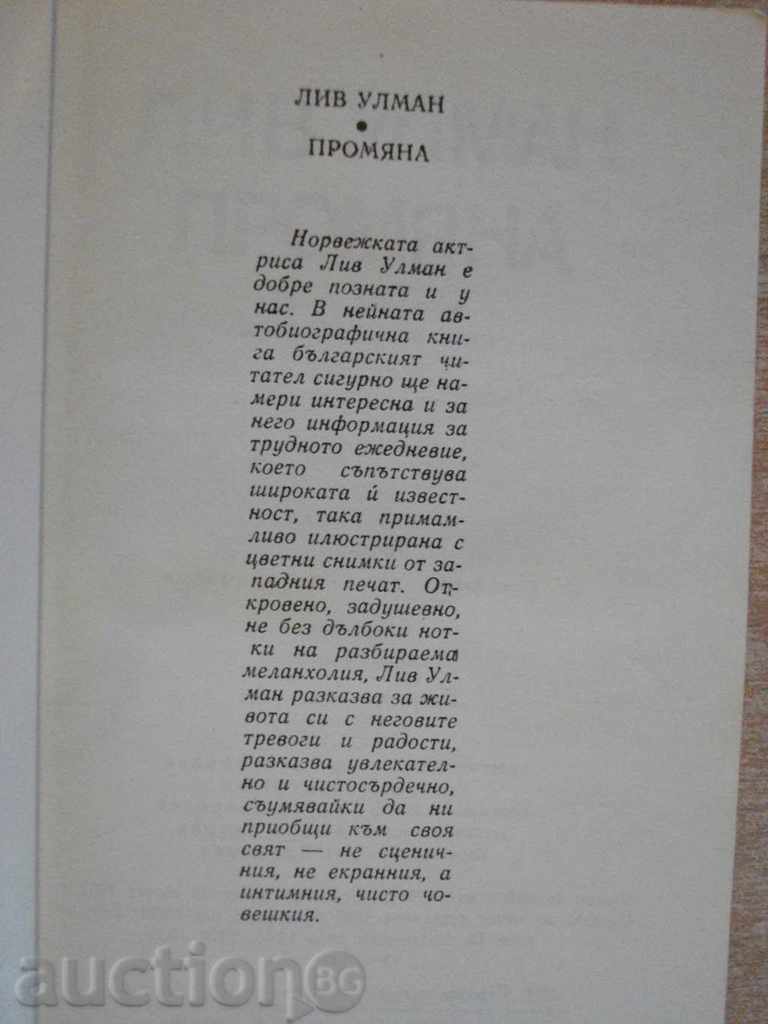 ЛИВ УЛМАН
•
ПРОМЯНА
Норвежката акт-
риса Лив Улман е
добре позната и у
нас. В нейната ав-
тобиографична кни-
га българският чи-
тател сигурно ще на-
мери интересна и за
него информация за
трудното ежедневие,
което съпътствува
широката ѝ извест-
ност, така примам-
ливо илюстрирана с
цветни снимки от за-
падния печат. От-
кровено, задушевно,
не без дълбоки нот-
ки на разбираема
меланхолия, Лив Ул-
ман разказва за жи-
вота си с неговите
тревоги и радости,
разказва увлекател-
но и чистосърдечно,
съумявайки да ни
приобщи към своя
свят — не сценич-
ния, не екранния, а
интимния, чисто чо-
вешкия.
auction BG